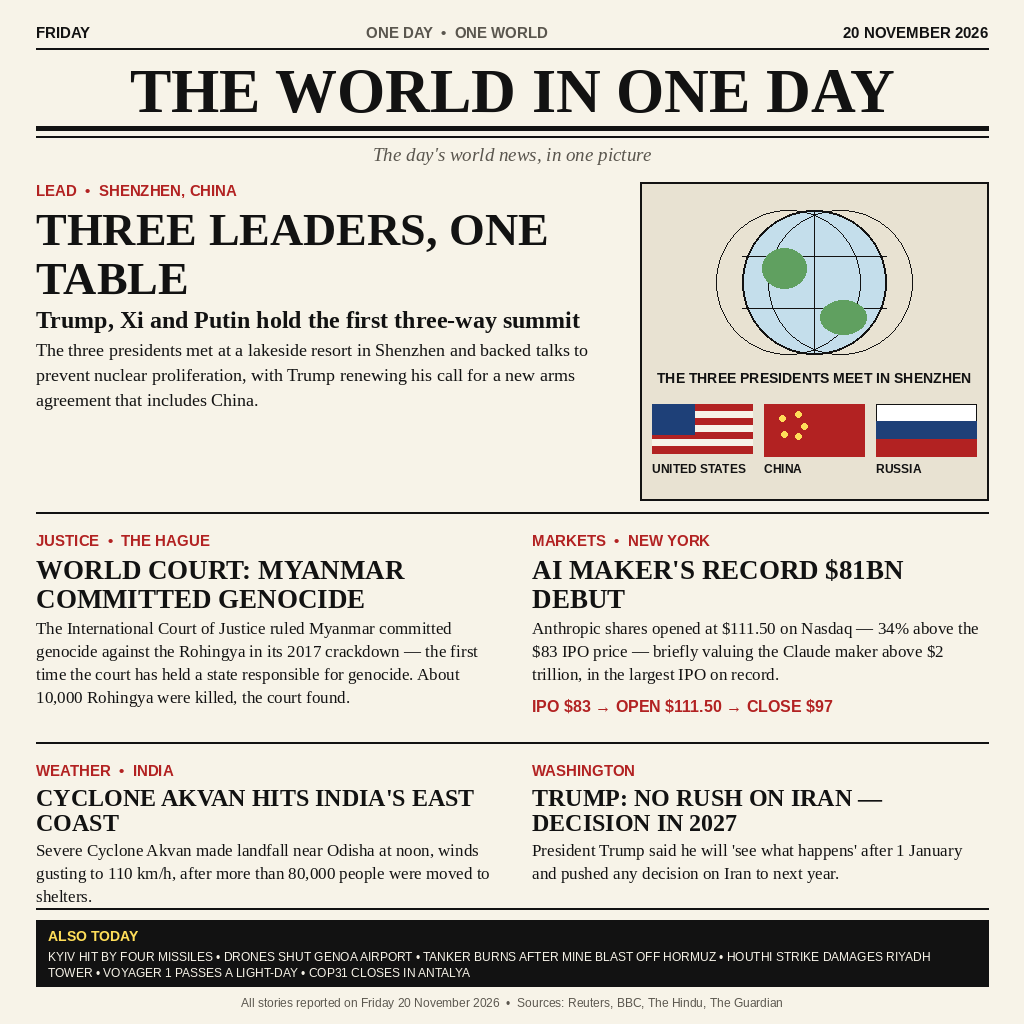 FRIDAY
ONE DAY • ONE WORLD
20 NOVEMBER 2026
THE WORLD IN ONE DAY
The day's world news, in one picture
LEAD • SHENZHEN, CHINA
THREE LEADERS, ONE
TABLE
Trump, Xi and Putin hold the first three-way summit
The three presidents met at a lakeside resort in Shenzhen and backed talks to
prevent nuclear proliferation, with Trump renewing his call for a new arms
agreement that includes China.
THE THREE PRESIDENTS MEET IN SHENZHEN
UNITED STATES
CHINA
RUSSIA
JUSTICE • THE HAGUE
WORLD COURT: MYANMAR
COMMITTED GENOCIDE
The International Court of Justice ruled Myanmar committed
genocide against the Rohingya in its 2017 crackdown — the first
time the court has held a state responsible for genocide. About
10,000 Rohingya were killed, the court found.
MARKETS • NEW YORK
AI MAKER'S RECORD $81BN
DEBUT
Anthropic shares opened at $111.50 on Nasdaq — 34% above the
$83 IPO price — briefly valuing the Claude maker above $2
trillion, in the largest IPO on record.
IPO $83 → OPEN $111.50 → CLOSE $97
WEATHER • INDIA
CYCLONE AKVAN HITS INDIA'S EAST
COAST
Severe Cyclone Akvan made landfall near Odisha at noon, winds
gusting to 110 km/h, after more than 80,000 people were moved to
shelters.
WASHINGTON
TRUMP: NO RUSH ON IRAN —
DECISION IN 2027
President Trump said he will 'see what happens' after 1 January
and pushed any decision on Iran to next year.
ALSO TODAY
KYIV HIT BY FOUR MISSILES • DRONES SHUT GENOA AIRPORT • TANKER BURNS AFTER MINE BLAST OFF HORMUZ • HOUTHI STRIKE DAMAGES RIYADH
TOWER • VOYAGER 1 PASSES A LIGHT-DAY • COP31 CLOSES IN ANTALYA
All stories reported on Friday 20 November 2026 • Sources: Reuters, BBC, The Hindu, The Guardian